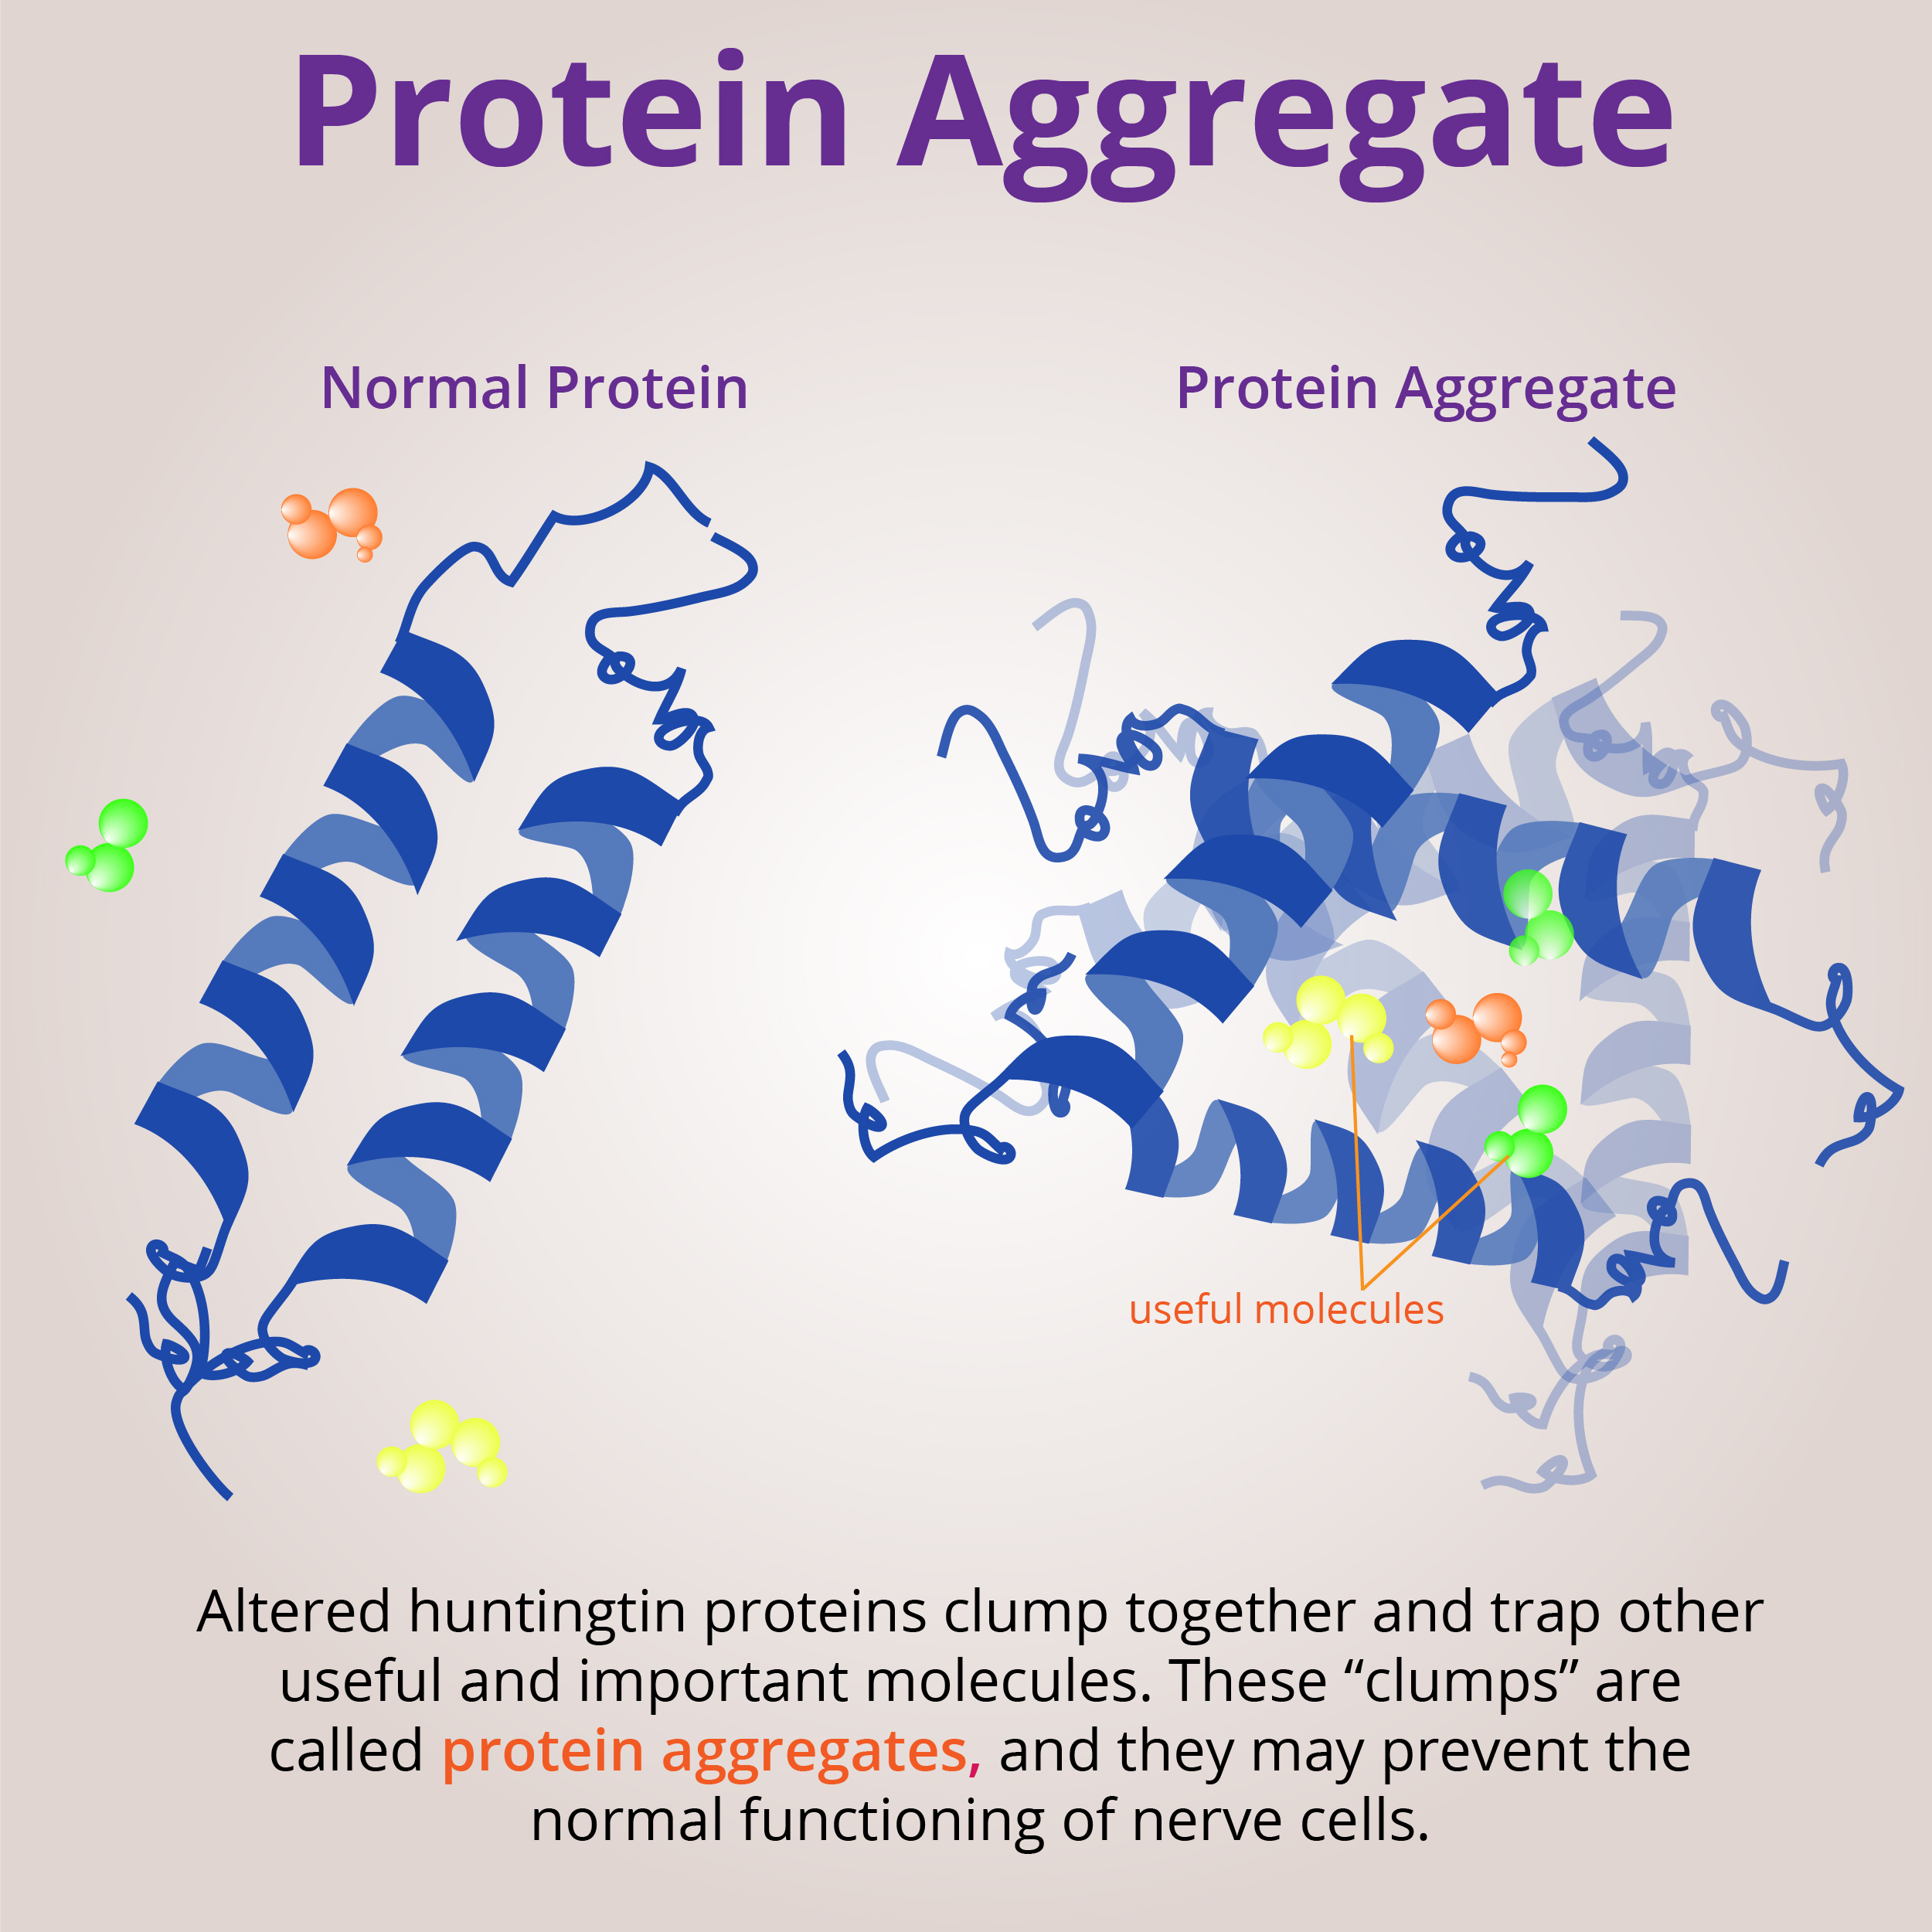 Protein Aggregate
Normal Protein
Protein Aggregate
useful molecules
Altered huntingtin proteins clump together and trap other
useful and important molecules. These “clumps” are
called protein aggregates, and they may prevent the
normal functioning of nerve cells.